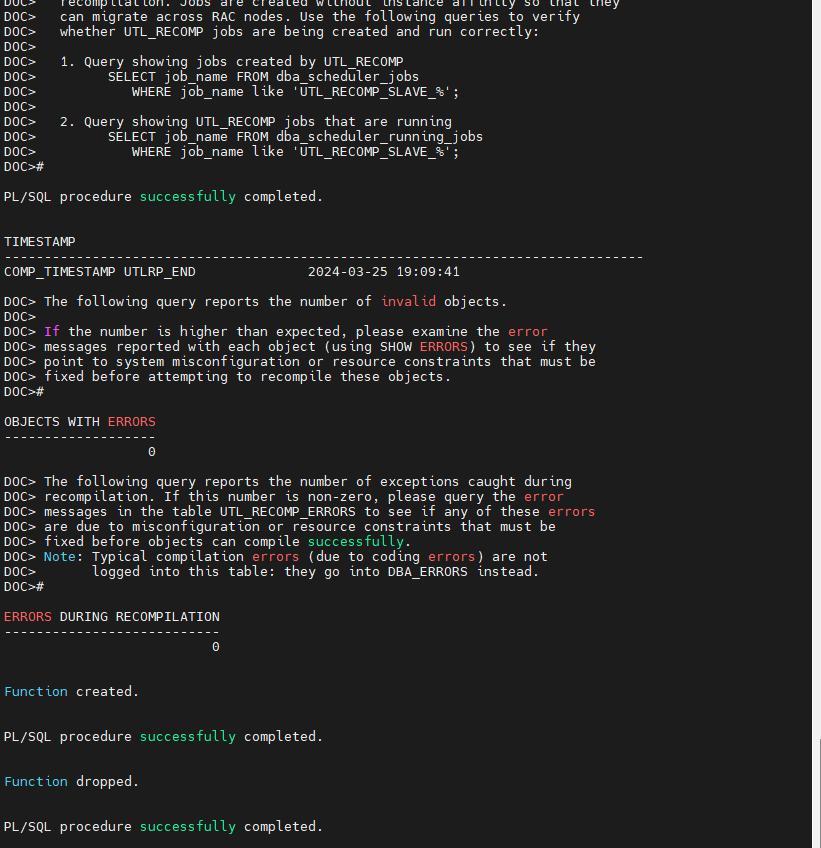 DOC>   recompilation. Jobs are created without instance affinity so that they
DOC>   can migrate across RAC nodes. Use the following queries to verify
DOC>   whether UTL_RECOMP jobs are being created and run correctly:
DOC>
DOC>   1. Query showing jobs created by UTL_RECOMP
DOC>         SELECT job_name FROM dba_scheduler_jobs
DOC>            WHERE job_name like 'UTL_RECOMP_SLAVE_%';
DOC>
DOC>   2. Query showing UTL_RECOMP jobs that are running
DOC>         SELECT job_name FROM dba_scheduler_running_jobs
DOC>            WHERE job_name like 'UTL_RECOMP_SLAVE_%';
DOC>#
PL/SQL procedure successfully completed.
TIMESTAMP
--------------------------------------------------------------------------------
COMP_TIMESTAMP UTLRP_END              2024-03-25 19:09:41
DOC> The following query reports the number of invalid objects.
DOC>
DOC> If the number is higher than expected, please examine the error
DOC> messages reported with each object (using SHOW ERRORS) to see if they
DOC> point to system misconfiguration or resource constraints that must be
DOC> fixed before attempting to recompile these objects.
DOC>#
OBJECTS WITH ERRORS
-------------------
                  0
DOC> The following query reports the number of exceptions caught during
DOC> recompilation. If this number is non-zero, please query the error
DOC> messages in the table UTL_RECOMP_ERRORS to see if any of these errors
DOC> are due to misconfiguration or resource constraints that must be
DOC> fixed before objects can compile successfully.
DOC> Note: Typical compilation errors (due to coding errors) are not
DOC>       logged into this table: they go into DBA_ERRORS instead.
DOC>#
ERRORS DURING RECOMPILATION
---------------------------
                          0
Function created.
PL/SQL procedure successfully completed.
Function dropped.
PL/SQL procedure successfully completed.